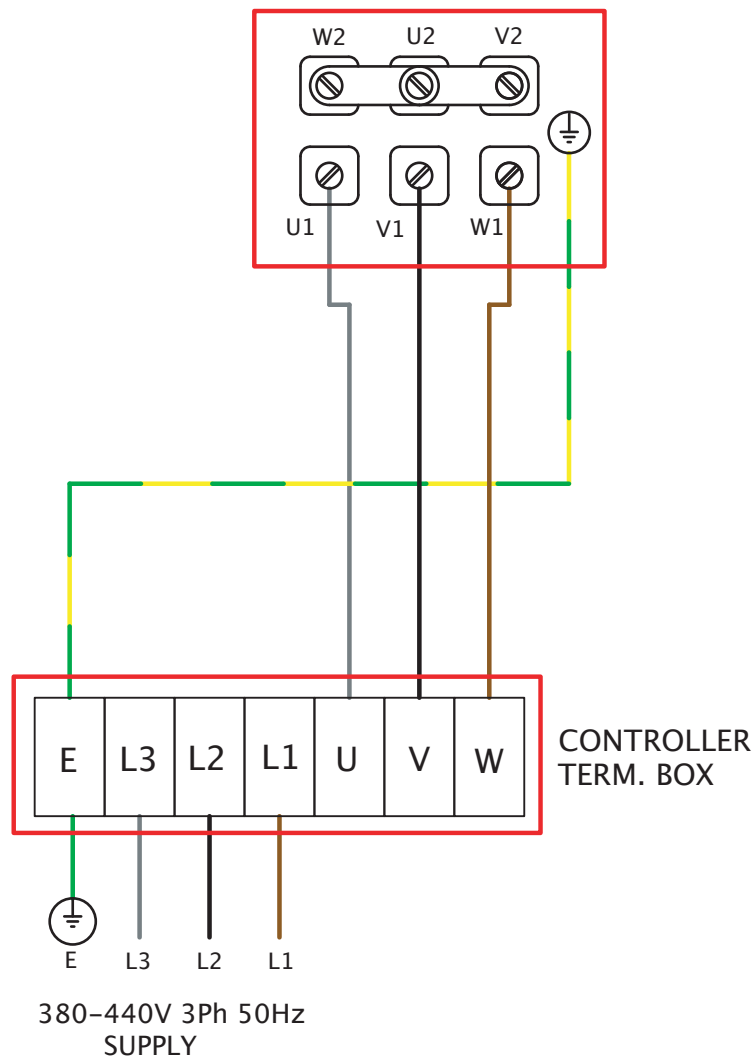 W2 U2 V2
U1 V1 W1
E L3 L2 L1 U V W
CONTROLLER
TERM. BOX
E L3 L2 L1
380-440V 3Ph 50Hz
SUPPLY